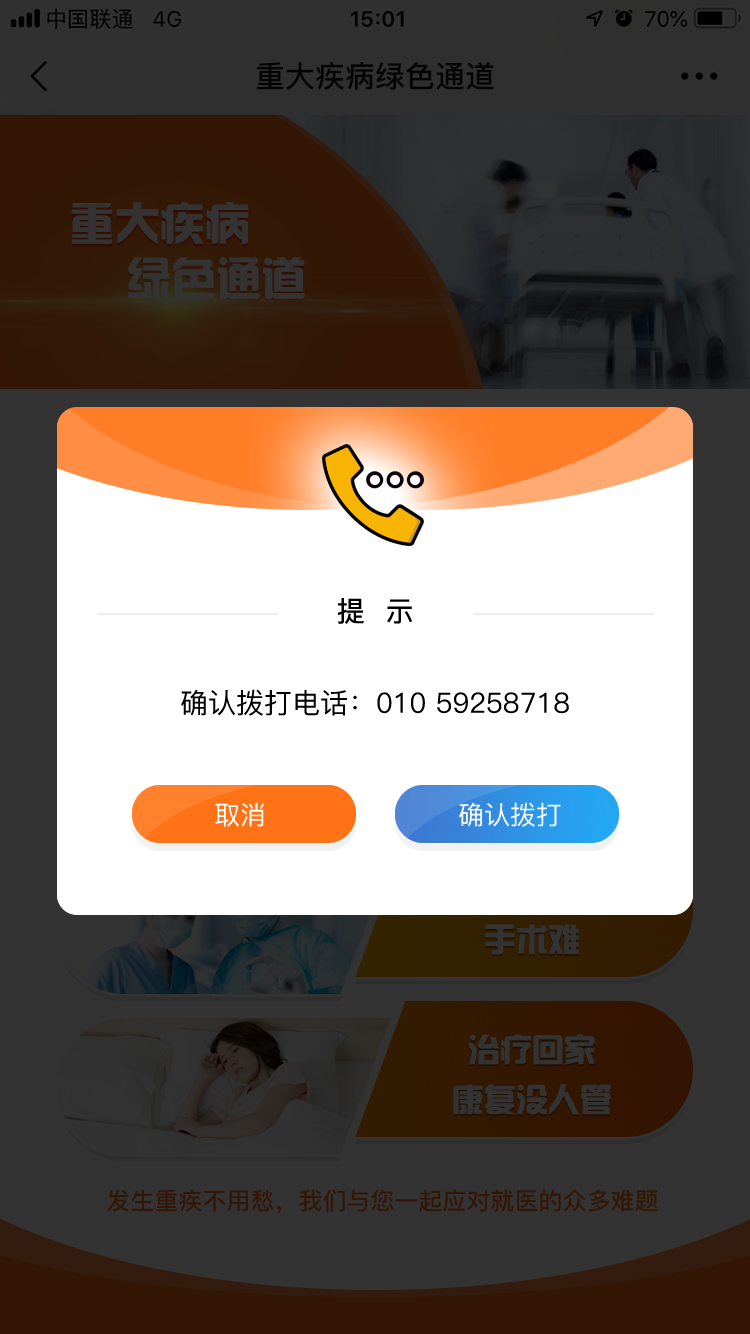 中国联通 4G 15:01 70%
重大疾病绿色通道
重大疾病
绿色通道
提 示
确认拨打电话：010 59258718
取消 确认拨打
手术难
治疗回家
康复没人管
发生重疾不用愁，我们与您一起应对就医的众多难题